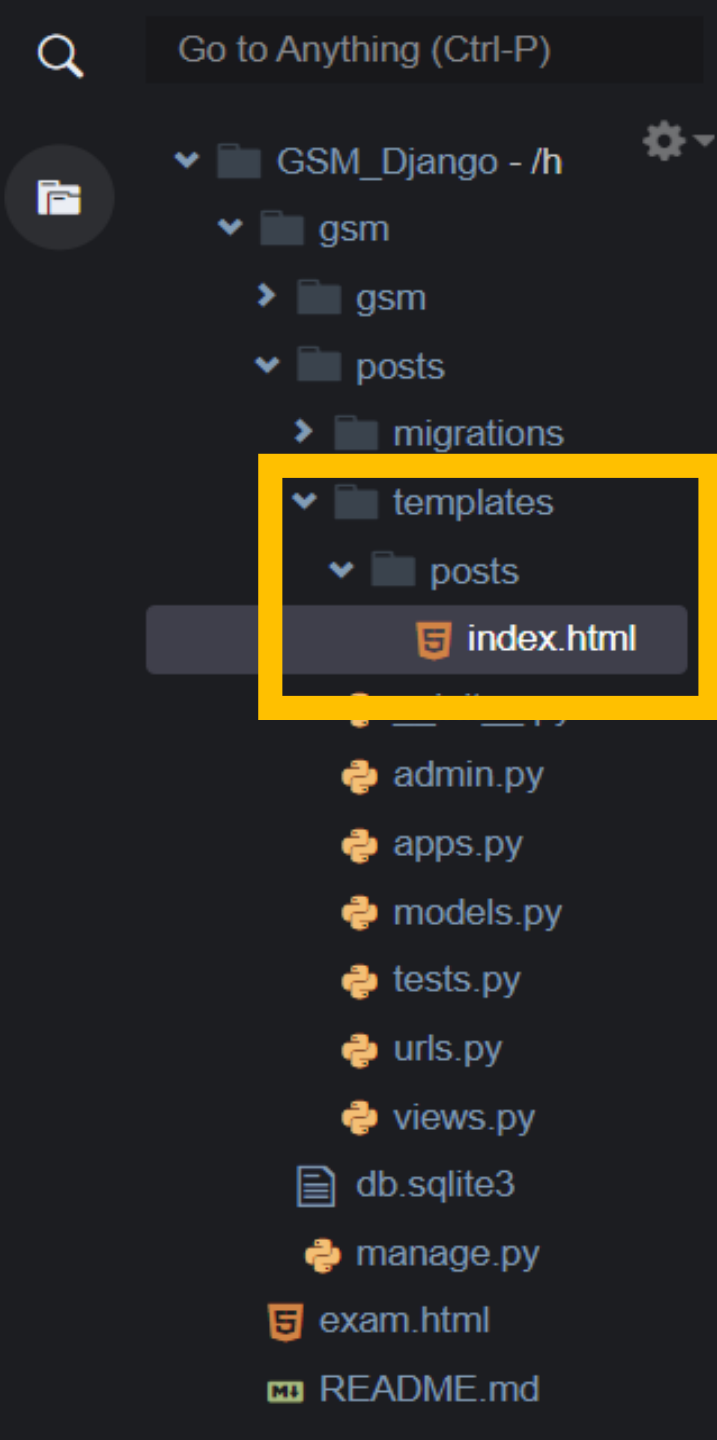 Go to Anything (Ctrl-P)
GSM_Django - /h
gsm
gsm
posts
migrations
templates
posts
index.html
admin.py
apps.py
models.py
tests.py
urls.py
views.py
db.sqlite3
manage.py
exam.html
README.md